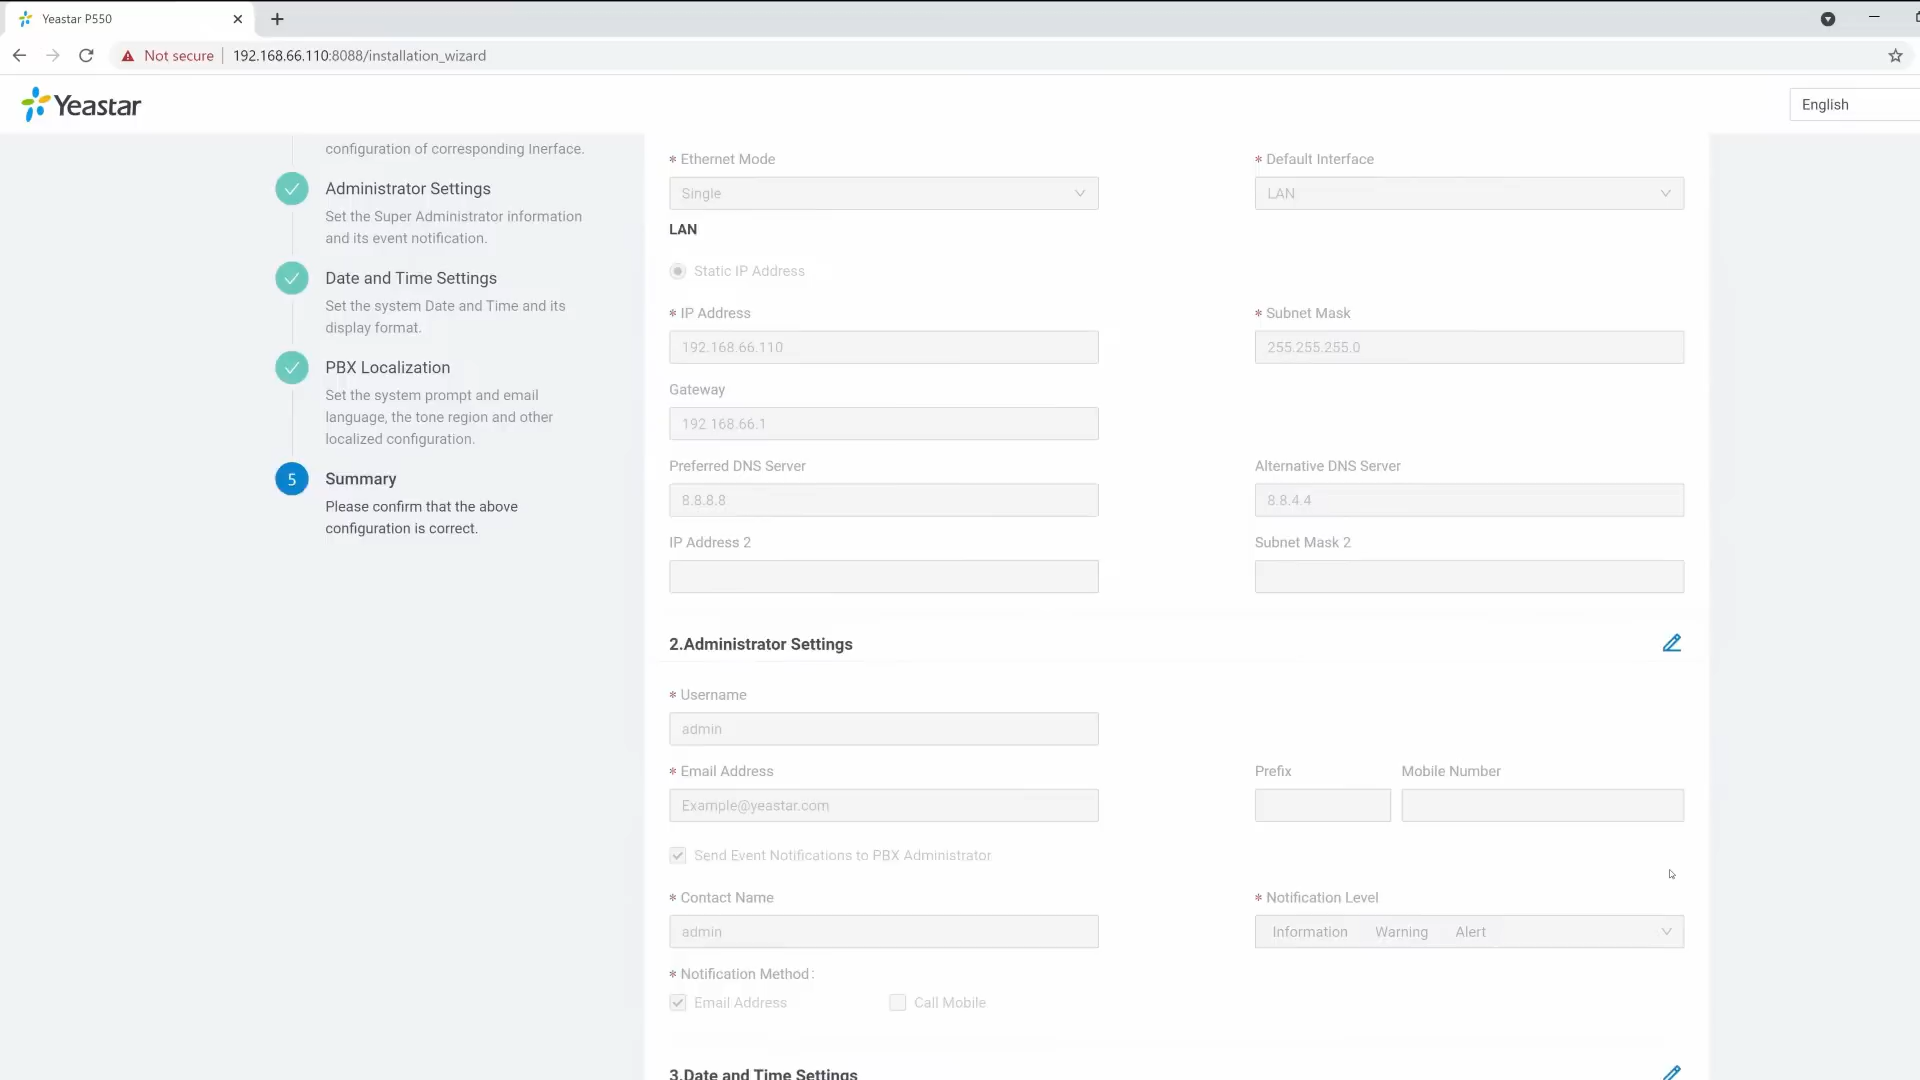 Yeastar P550
Not secure
192.168.66.110:8088/installation_wizard
Yeastar
English
configuration of corresponding Inerface.
Administrator Settings
Set the Super Administrator information
and its event notification.
Date and Time Settings
Set the system Date and Time and its
display format.
PBX Localization
Set the system prompt and email
language, the tone region and other
localized configuration.
5
Summary
Please confirm that the above
configuration is correct.
* Ethernet Mode
* Default Interface
Single
LAN
LAN
Static IP Address
* IP Address
* Subnet Mask
192.168.66.110
255.255.255.0
Gateway
192.168.66.1
Preferred DNS Server
Alternative DNS Server
8.8.8.8
8.8.4.4
IP Address 2
Subnet Mask 2
2.Administrator Settings
* Username
admin
* Email Address
Prefix
Mobile Number
Example@yeastar.com
Send Event Notifications to PBX Administrator
* Contact Name
* Notification Level
admin
Information Warning Alert
* Notification Method:
Email Address
Call Mobile
3.Date and Time Settings